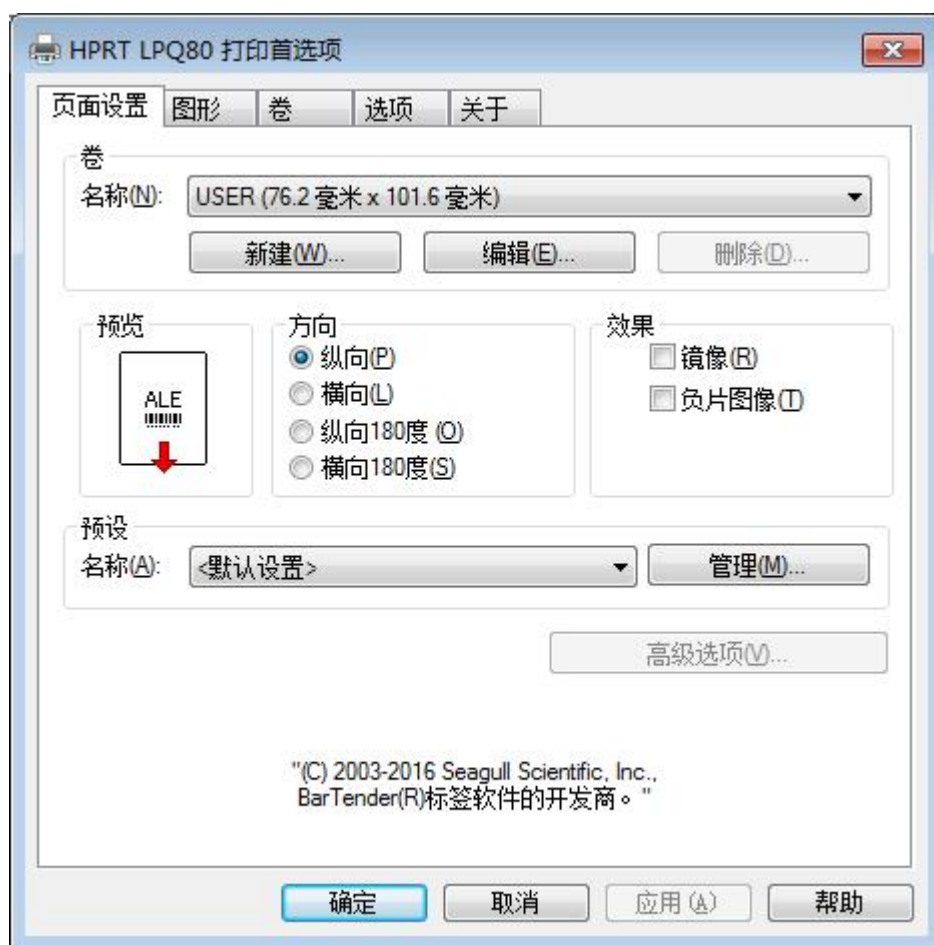 HPRT LPQ80 打印首选项
页面设置 图形 卷 选项 关于
卷
名称(N): USER (76.2 毫米 x 101.6 毫米)
新建(W)... 编辑(E)... 删除(D)...
预览 方向 效果
纵向(P) 镜像(R)
ALE 横向(L) 负片图像(T)
纵向180度 (O)
横向180度(S)
预设
名称(A): <默认设置> 管理(M)...
高级选项(V)...
"(C) 2003-2016 Seagull Scientific, Inc.,
BarTender(R)标签软件的开发商。"
确定 取消 应用(A) 帮助